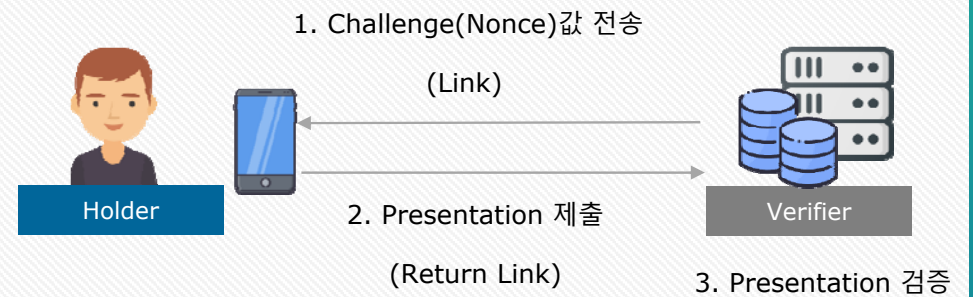 1. Challenge(Nonce)값 전송
(Link)
Holder
2. Presentation 제출
(Return Link)
Verifier
3. Presentation 검증